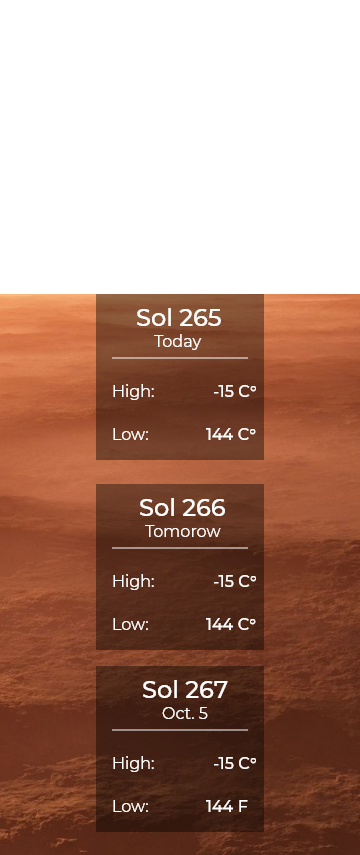 Sol 265
Today
High: -15 C°
Low: 144 C°
Sol 266
Tomorow
High: -15 C°
Low: 144 C°
Sol 267
Oct. 5
High: -15 C°
Low: 144 F